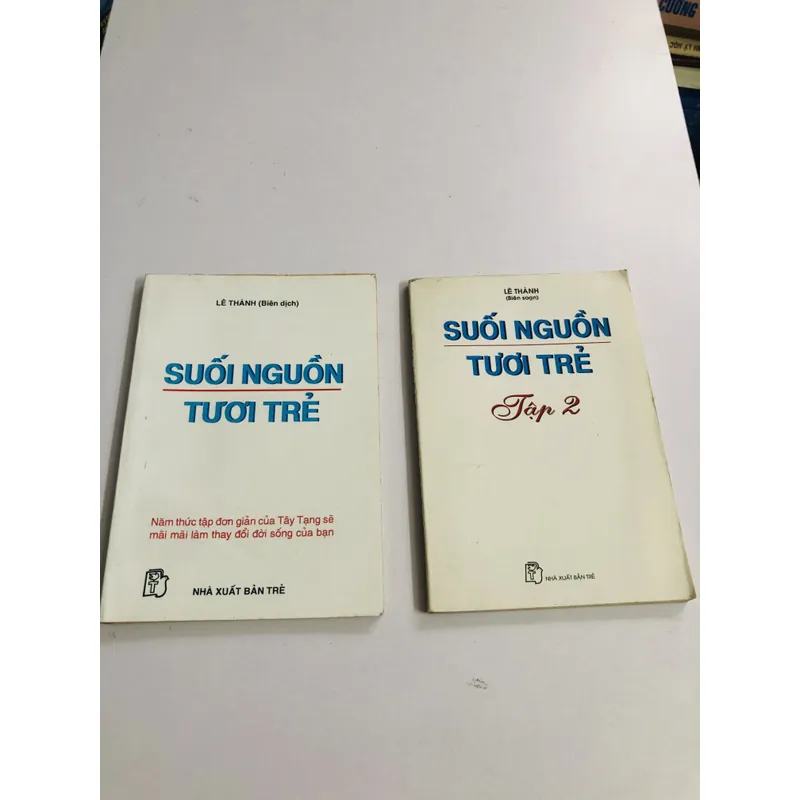 CƯỜNG
LÊ THÀNH (Biên dịch)
SUỐI NGUỒN
TƯƠI TRẺ
Năm thức tập đơn giản của Tây Tạng sẽ
mãi mãi làm thay đổi đời sống của bạn
NHÀ XUẤT BẢN TRẺ
LÊ THÀNH
(Biên soạn)
SUỐI NGUỒN
TƯƠI TRẺ
Tập 2
NHÀ XUẤT BẢN TRẺ